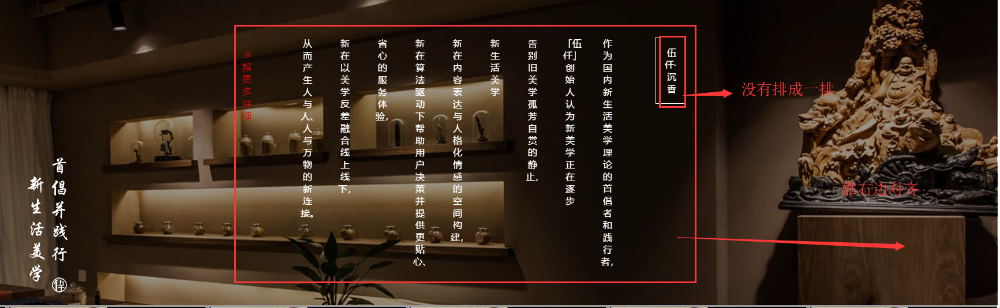 伍仟·沉香
作为国内新生活美学理论的首倡者和践行者，
「伍仟」创始人认为新美学正在逐步
告别旧美学孤芳自赏的静止，
新生活美学
新在内容表达与人格化情感的空间构建，
新在算法驱动下帮助用户决策并提供更贴心、
省心的服务体验，
新在以美学反差融合线上线下，
从而产生人与人、人与万物的新连接。
※解更多详细
没有排成一排
靠右边对齐
首倡并践行
新生活美学